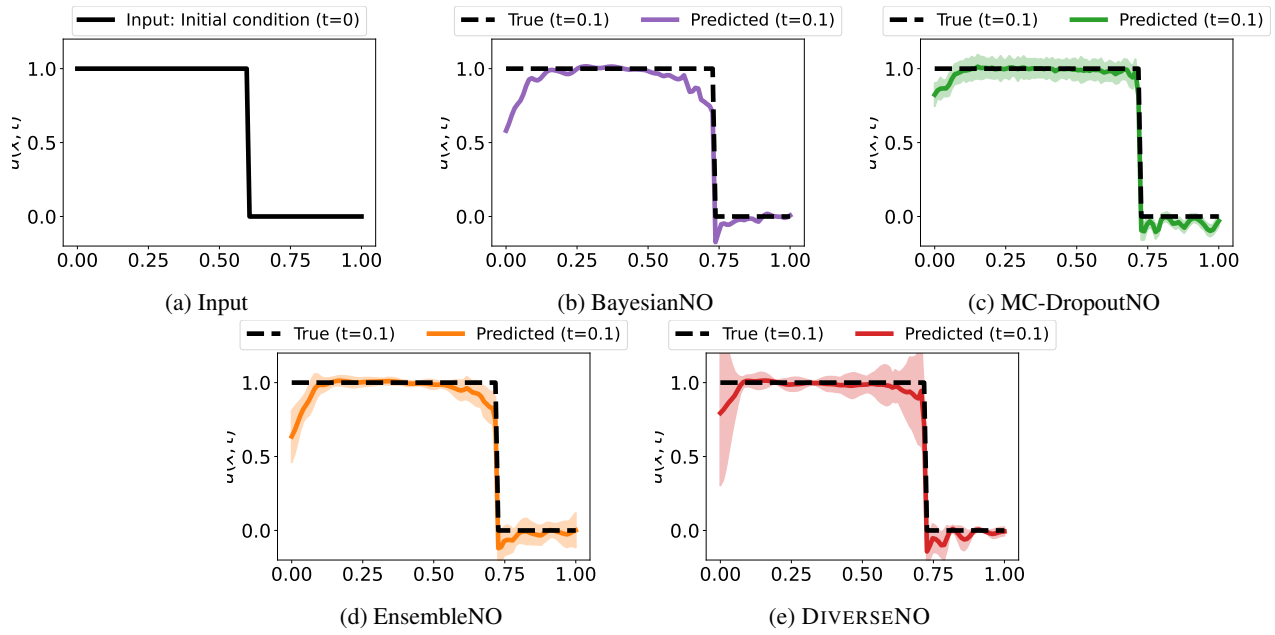 Input: Initial condition (t=0)
True (t=0.1) Predicted (t=0.1)
True (t=0.1) Predicted (t=0.1)
1.0
0.5
0.0
0.00 0.25 0.50 0.75 1.00
1.0
0.5
0.0
0.00 0.25 0.50 0.75 1.00
1.0
0.5
0.0
0.00 0.25 0.50 0.75 1.00
(a) Input
(b) BayesianNO
(c) MC-DropoutNO
True (t=0.1) Predicted (t=0.1)
True (t=0.1) Predicted (t=0.1)
1.0
0.5
0.0
0.00 0.25 0.50 0.75 1.00
1.0
0.5
0.0
0.00 0.25 0.50 0.75 1.00
(d) EnsembleNO
(e) DIVERSENO